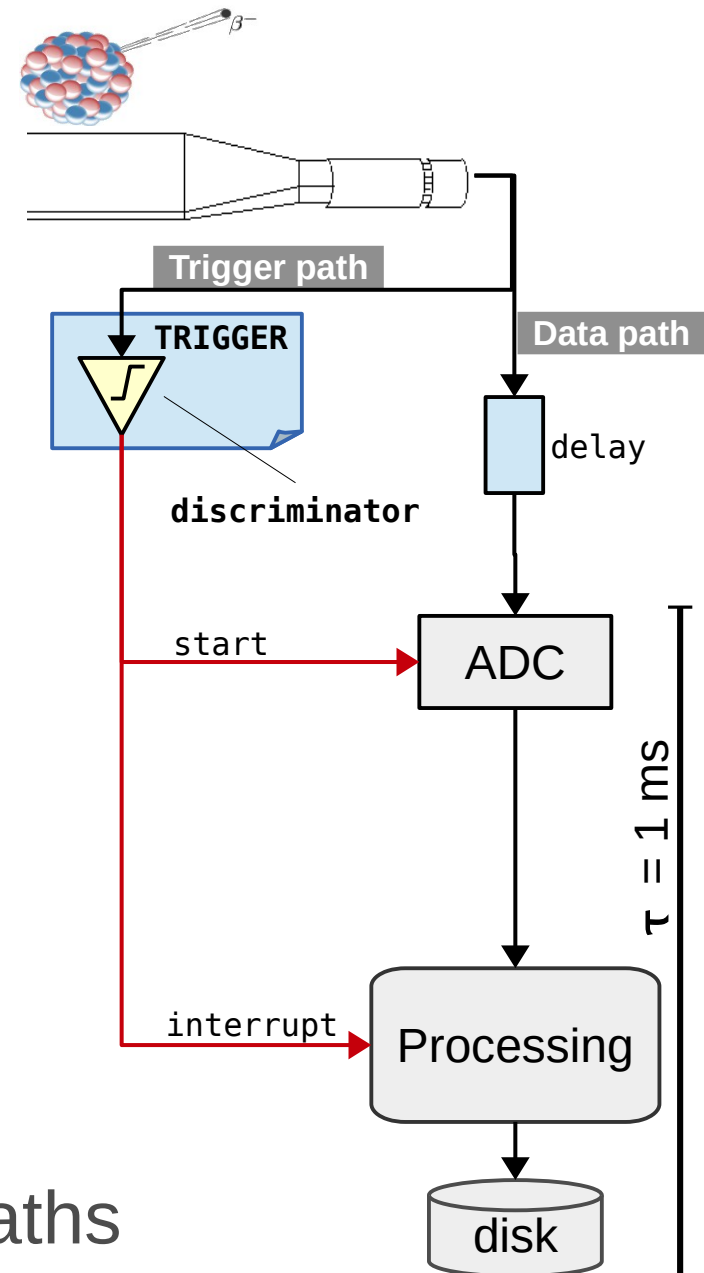 β⁻
Trigger path
TRIGGER
Data path
delay
discriminator
start
ADC
τ = 1 ms
interrupt
Processing
aths
disk